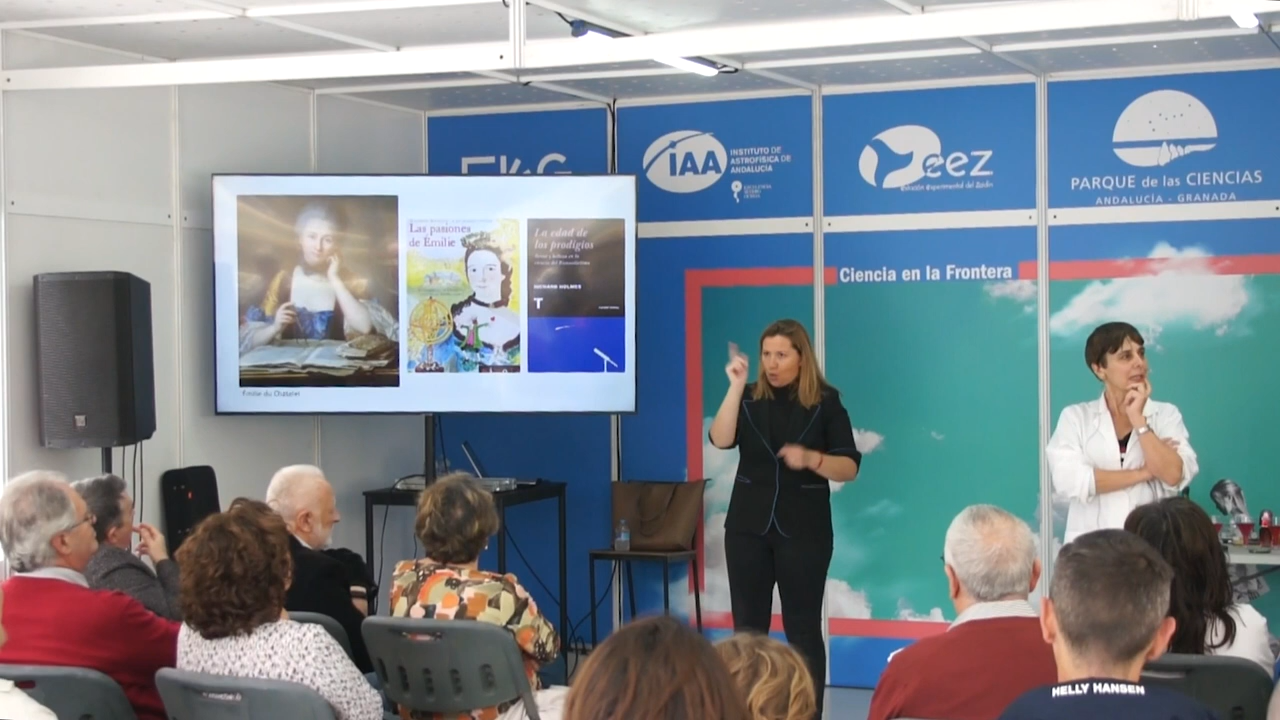 IAA
INSTITUTO DE
ASTROFÍSICA DE
ANDALUCÍA
eez
Estación Experimental del Zaidín
PARQUE de las CIENCIAS
ANDALUCÍA - GRANADA
Ciencia en la Frontera
Las pasiones
de Émilie
La edad de
los prodigios
RICHARD HOLMES
T
Émilie du Châtelet
HELLY HANSEN